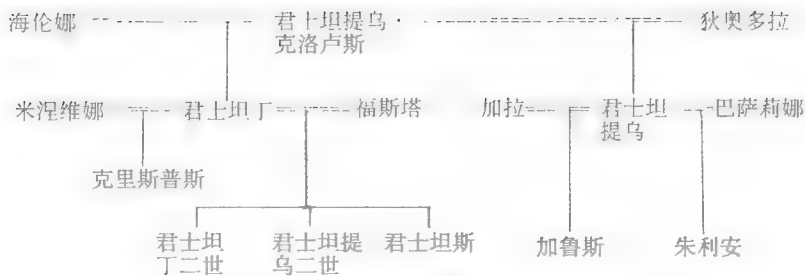 海伦娜 君士坦提乌· 狄奥多拉
克洛卢斯
米涅维娜 君士坦丁 福斯塔 加拉 君士坦 巴萨莉娜
提乌
克里斯普斯
君士坦 君士坦提 君士坦斯 加鲁斯 朱利安
丁二世 乌二世